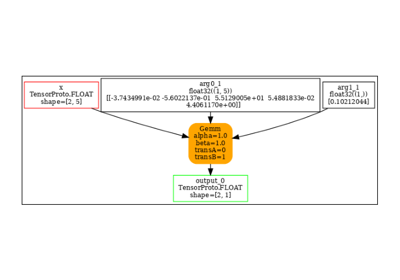 x
TensorProto.FLOAT
shape=[2, 5]
arg0_1
float32((1, 5))
[[-3.7434991e-02 -5.6022137e-01 5.5129005e+01 5.4881833e-02
4.4061170e+00]]
arg1_1
float32((1,))
[0.10212044]
Gemm
alpha=1.0
beta=1.0
transA=0
transB=1
output_0
TensorProto.FLOAT
shape=[2, 1]